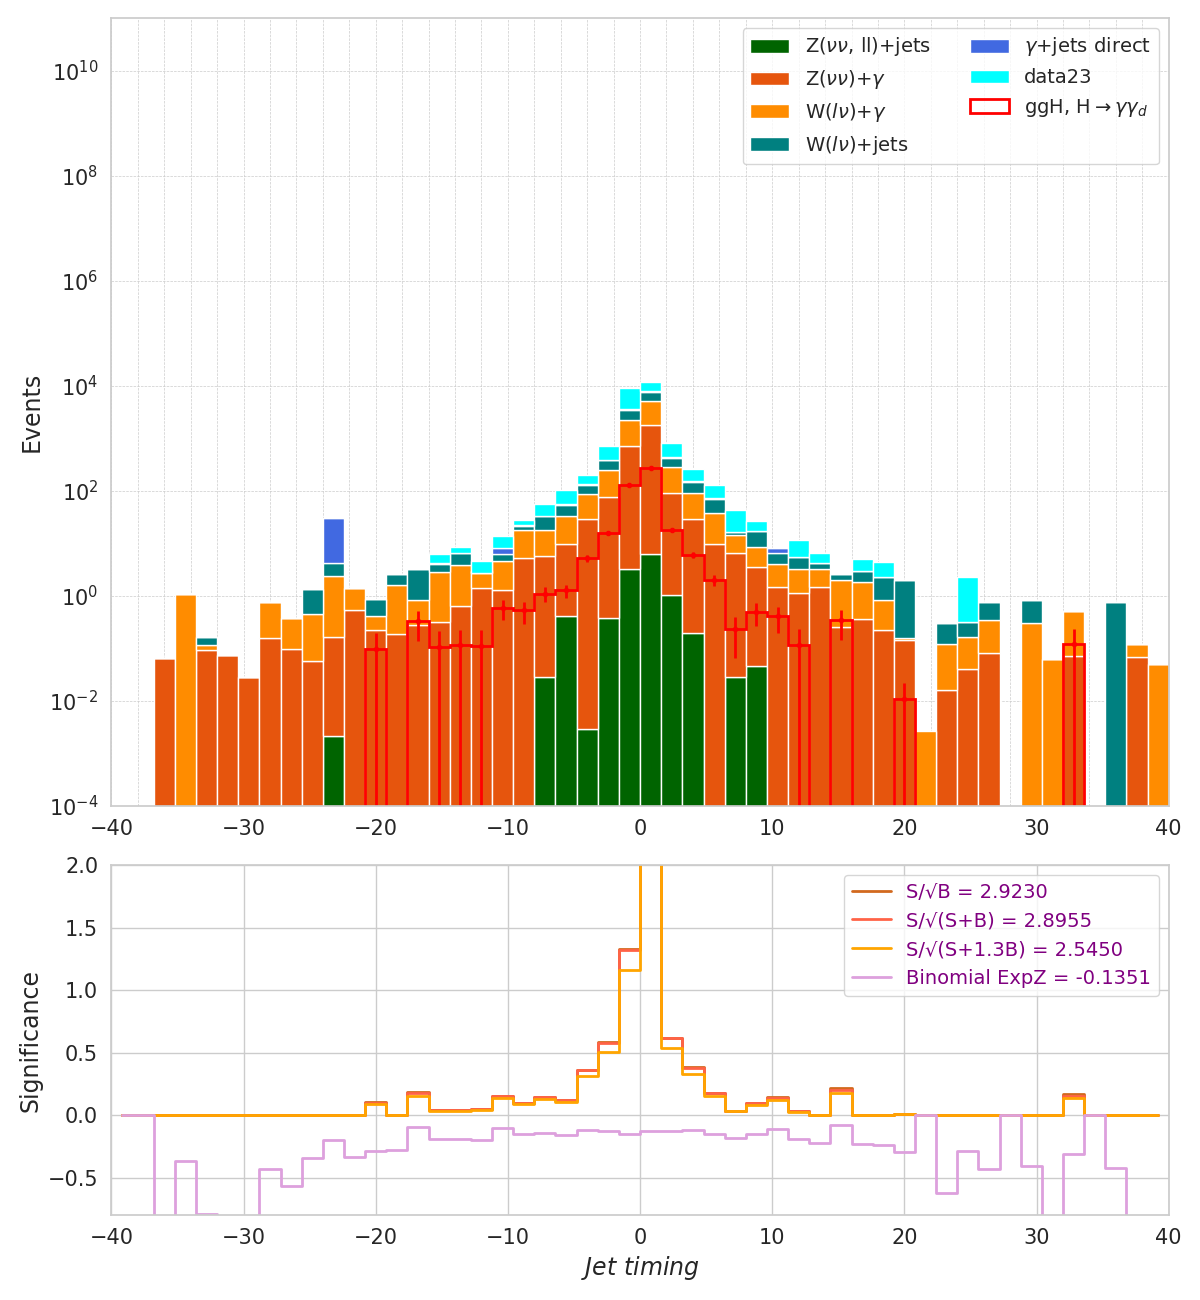 Z(νν, ll)+jets
Z(νν)+γ
W(lν)+γ
W(lν)+jets
γ+jets direct
data23
ggH, H→γγ_d
Events
10^10
10^8
10^6
10^4
10^2
10^0
10^−2
10^−4
−40 −30 −20 −10 0 10 20 30 40
S/√B = 2.9230
S/√(S+B) = 2.8955
S/√(S+1.3B) = 2.5450
Binomial ExpZ = -0.1351
Significance
2.0
1.5
1.0
0.5
0.0
−0.5
−40 −30 −20 −10 0 10 20 30 40
Jet timing